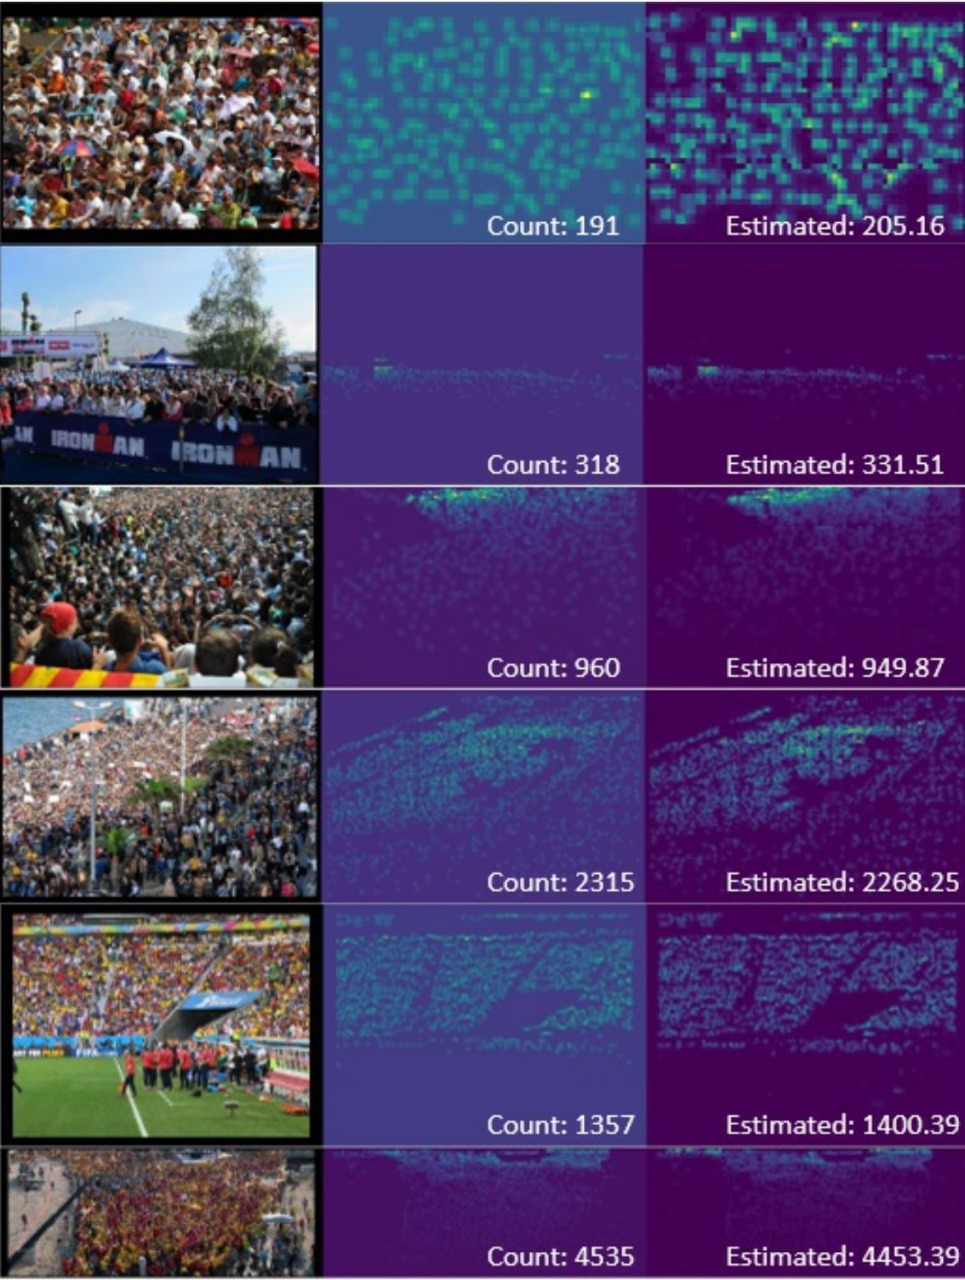 Count: 191
Estimated: 205.16
IRONMAN
IRONMAN
Count: 318
Estimated: 331.51
Count: 960
Estimated: 949.87
Count: 2315
Estimated: 2268.25
FIFA
Count: 1357
Estimated: 1400.39
Count: 4535
Estimated: 4453.39